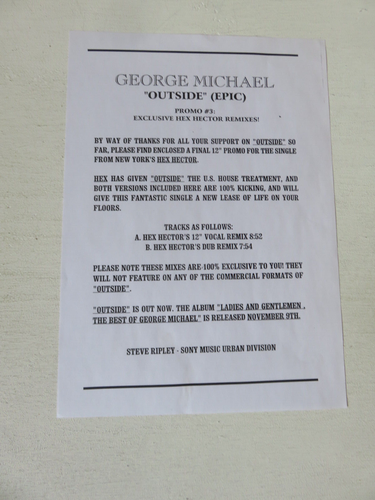 GEORGE MICHAEL
"OUTSIDE" (EPIC)
PROMO #3:
EXCLUSIVE HEX HECTOR REMIXES!
BY WAY OF THANKS FOR ALL YOUR SUPPORT ON "OUTSIDE" SO
FAR, PLEASE FIND ENCLOSED A FINAL 12" PROMO FOR THE SINGLE
FROM NEW YORK'S HEX HECTOR.
HEX HAS GIVEN "OUTSIDE" THE U.S. HOUSE TREATMENT, AND
BOTH VERSIONS INCLUDED HERE ARE 100% KICKING, AND WILL
GIVE THIS FANTASTIC SINGLE A NEW LEASE OF LIFE ON YOUR
FLOORS.
TRACKS AS FOLLOWS:
A. HEX HECTOR'S 12" VOCAL REMIX 8:52
B. HEX HECTOR'S DUB REMIX 7:54
PLEASE NOTE THESE MIXES ARE 100% EXCLUSIVE TO YOU! THEY
WILL NOT FEATURE ON ANY OF THE COMMERCIAL FORMATS OF
"OUTSIDE".
"OUTSIDE" IS OUT NOW. THE ALBUM "LADIES AND GENTLEMEN ,
THE BEST OF GEORGE MICHAEL" IS RELEASED NOVEMBER 9TH.
STEVE RIPLEY - SONY MUSIC URBAN DIVISION